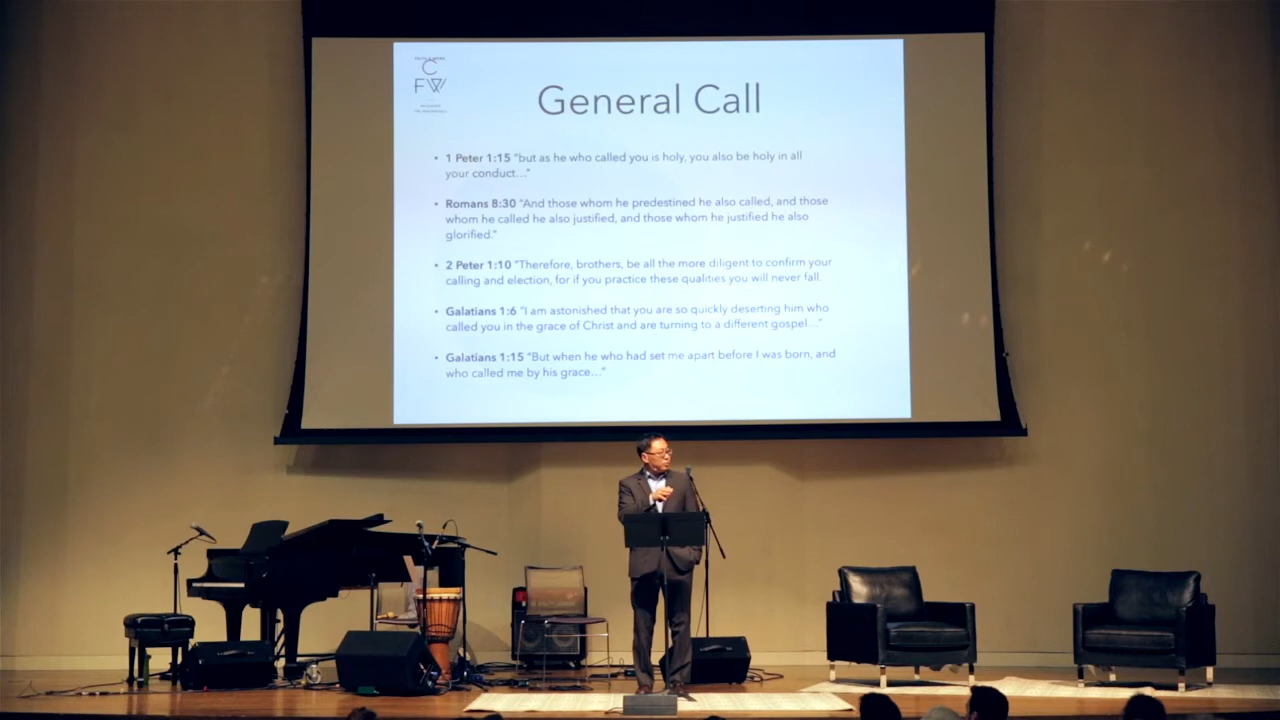 FAITH & WORK
C
FW
General Call
• 1 Peter 1:15 "but as he who called you is holy, you also be holy in all
your conduct…"
• Romans 8:30 "And those whom he predestined he also called, and those
whom he called he also justified, and those whom he justified he also
glorified."
• 2 Peter 1:10 "Therefore, brothers, be all the more diligent to confirm your
calling and election, for if you practice these qualities you will never fall.
• Galatians 1:6 "I am astonished that you are so quickly deserting him who
called you in the grace of Christ and are turning to a different gospel…"
• Galatians 1:15 "But when he who had set me apart before I was born, and
who called me by his grace…"